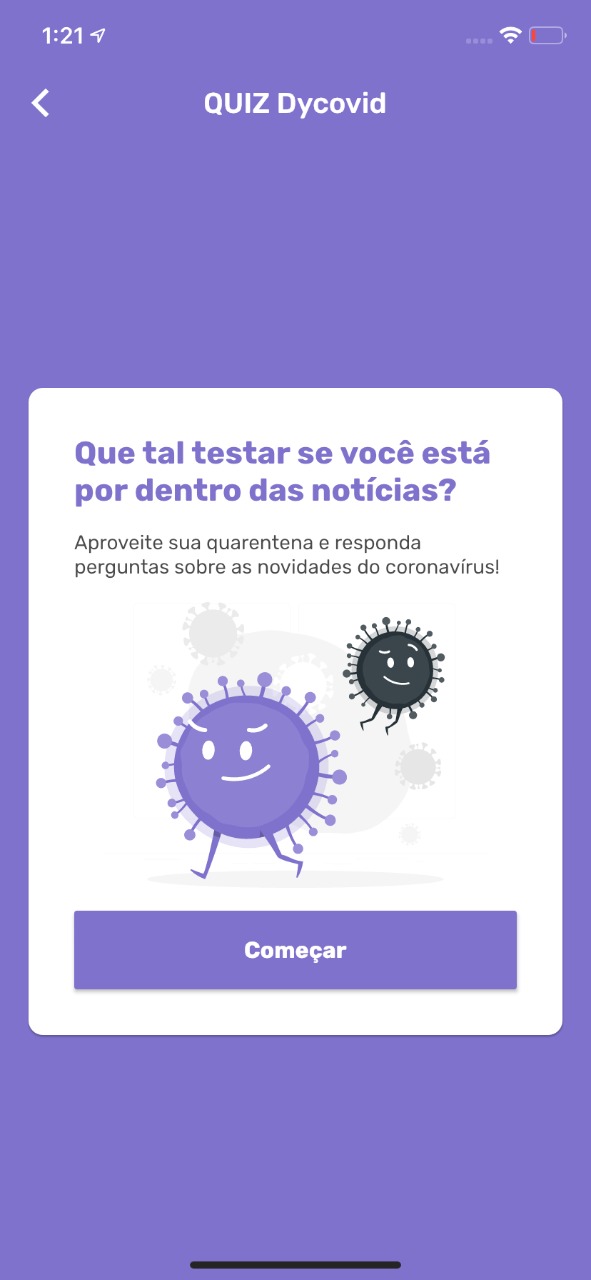 1:21
QUIZ Dycovid
Que tal testar se você está
por dentro das notícias?
Aproveite sua quarentena e responda
perguntas sobre as novidades do coronavírus!
Começar